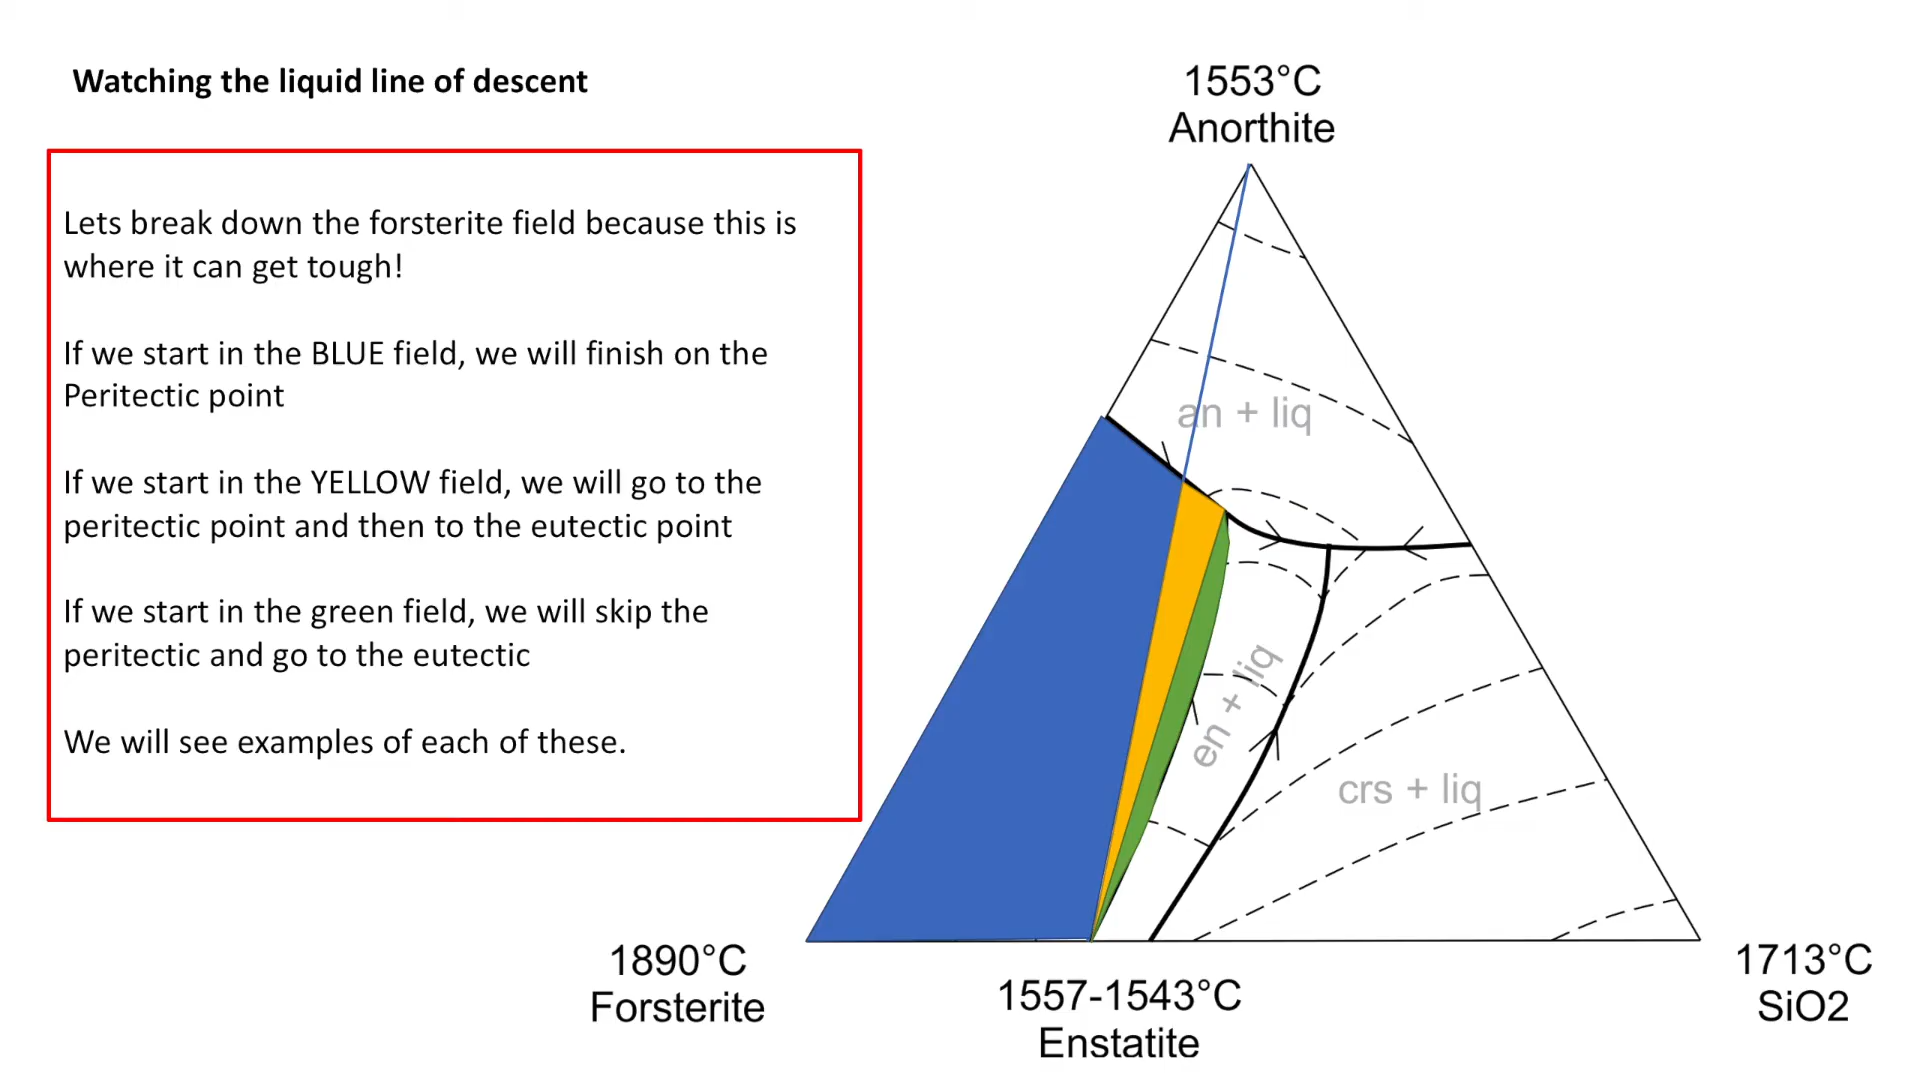 Watching the liquid line of descent
Lets break down the forsterite field because this is
where it can get tough!
If we start in the BLUE field, we will finish on the
Peritectic point
If we start in the YELLOW field, we will go to the
peritectic point and then to the eutectic point
If we start in the green field, we will skip the
peritectic and go to the eutectic
We will see examples of each of these.
1553°C
Anorthite
an + liq
en + liq
crs + liq
1890°C
Forsterite
1557-1543°C
Enstatite
1713°C
SiO2